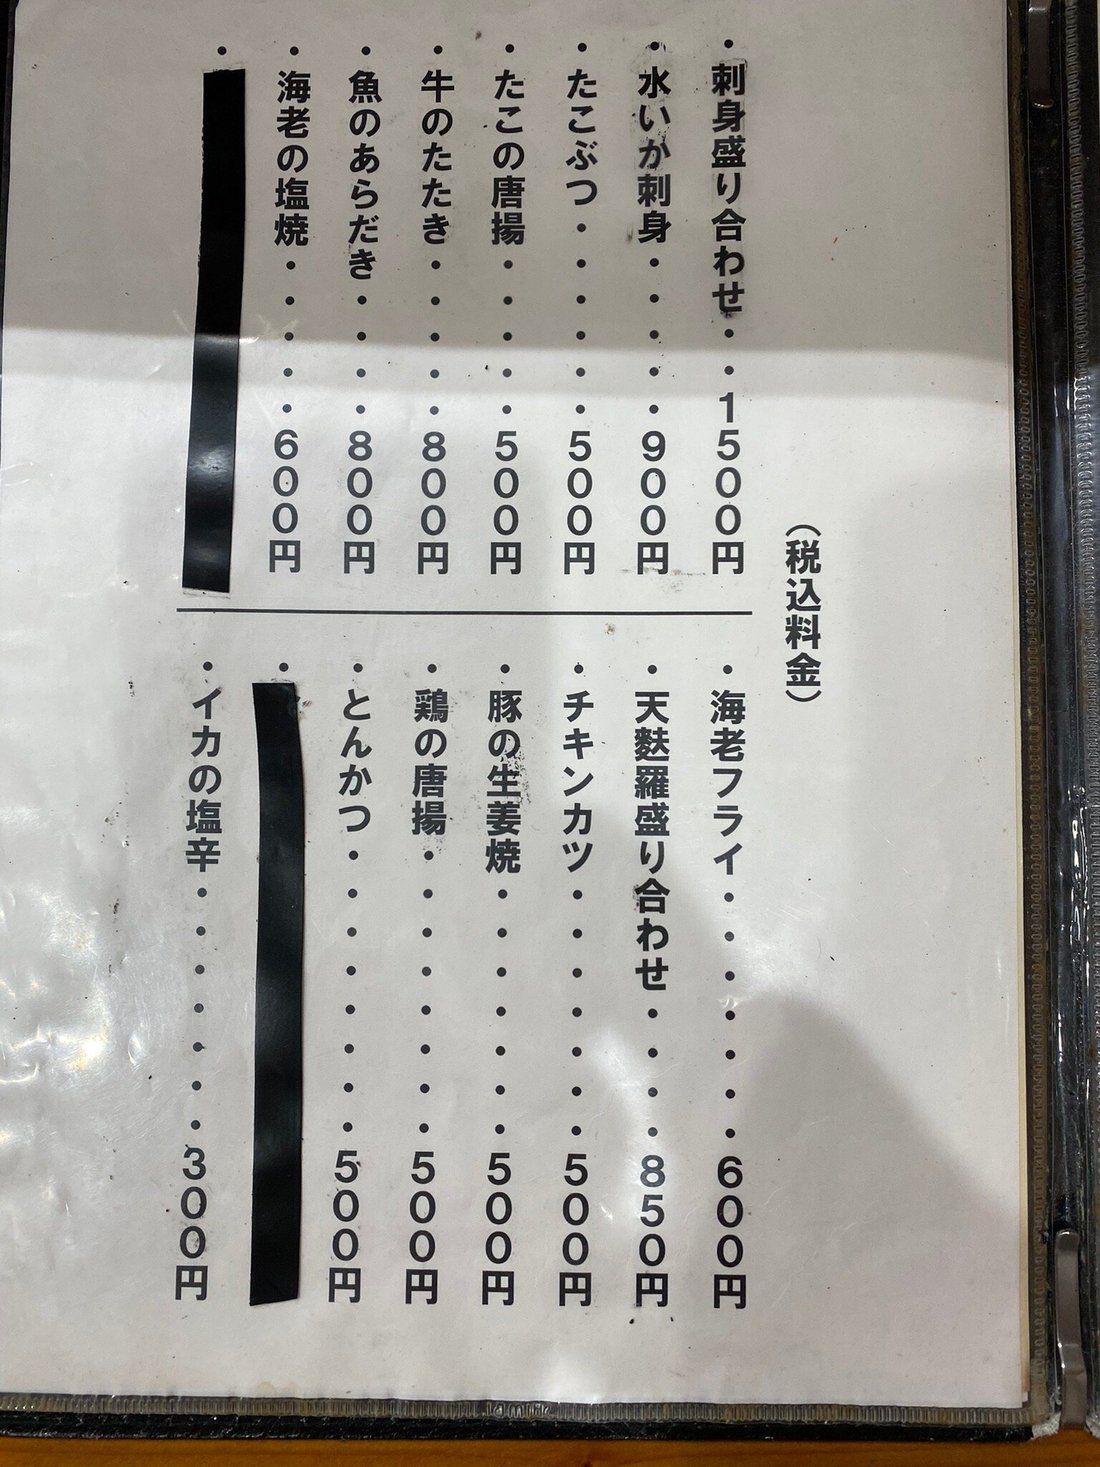 （税込料金）
・刺身盛り合わせ・・1500円
・水いか刺身・・・・・900円
・たこぶつ・・・・・・500円
・たこの唐揚・・・・・500円
・牛のたたき・・・・・800円
・魚のあらだき・・・・800円
・海老の塩焼・・・・・600円
・
・海老フライ・・・・・・・600円
・天麩羅盛り合わせ・・・・850円
・チキンカツ・・・・・・・500円
・豚の生姜焼・・・・・・・500円
・鶏の唐揚・・・・・・・・500円
・とんかつ・・・・・・・・500円
・
・イカの塩辛・・・・・・・300円